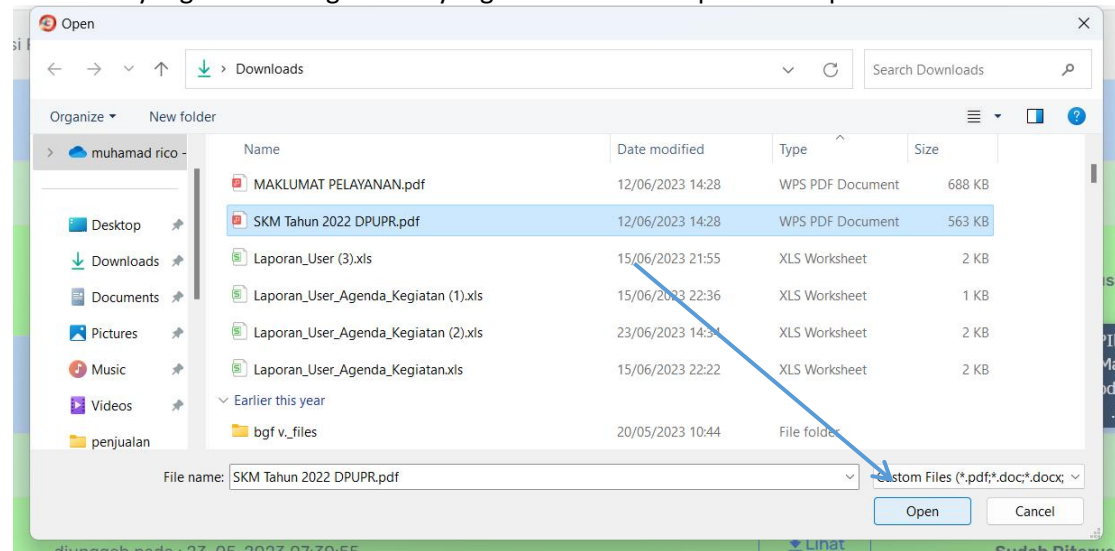 Open
Downloads
Search Downloads
Organize
New folder
muhamad rico -
Name
Date modified
Type
Size
MAKLUMAT PELAYANAN.pdf 12/06/2023 14:28 WPS PDF Document 688 KB
Desktop
SKM Tahun 2022 DPUPR.pdf 12/06/2023 14:28 WPS PDF Document 563 KB
Downloads
Laporan_User (3).xls 15/06/2023 21:55 XLS Worksheet 2 KB
Documents
Laporan_User_Agenda_Kegiatan (1).xls 15/06/2023 22:36 XLS Worksheet 1 KB
Pictures
Laporan_User_Agenda_Kegiatan (2).xls 23/06/2023 14:34 XLS Worksheet 2 KB
Music
Laporan_User_Agenda_Kegiatan.xls 15/06/2023 22:22 XLS Worksheet 2 KB
Videos
Earlier this year
penjualan
bgf v._files 20/05/2023 10:44 File folder
File name: SKM Tahun 2022 DPUPR.pdf
Custom Files (*.pdf;*.doc;*.docx;
Open
Cancel
Lihat